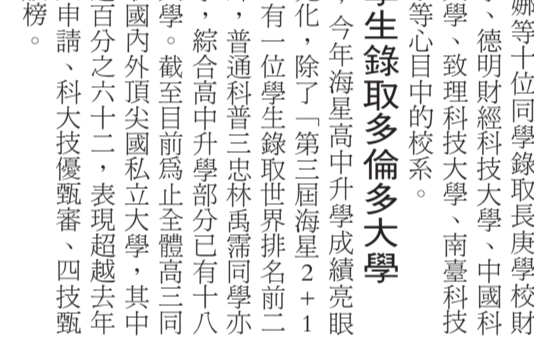 娜等十位同學錄取長庚學校財
、德明財經科技大學、中國科
學、致理科技大學、南臺科技
等心目中的校系。
學生錄取多倫多大學
，今年海星高中升學成績亮眼
化，除了「第三屆海星2+1
有一位學生錄取世界排名前二
，普通科普三忠林禹霈同學亦
，綜合高中升學部分已有十八
學。截至目前為止全體高三同
國內外頂尖國私立大學，其中
百分之六十二，表現超越去年
申請、科大技優甄審、四技甄
榜。